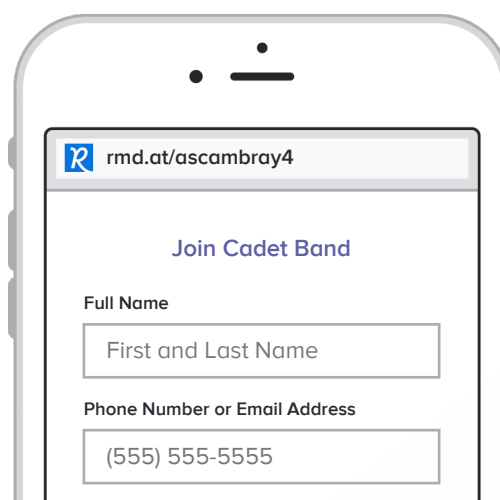 rmd.at/ascambray4
Join Cadet Band
Full Name
First and Last Name
Phone Number or Email Address
(555) 555-5555